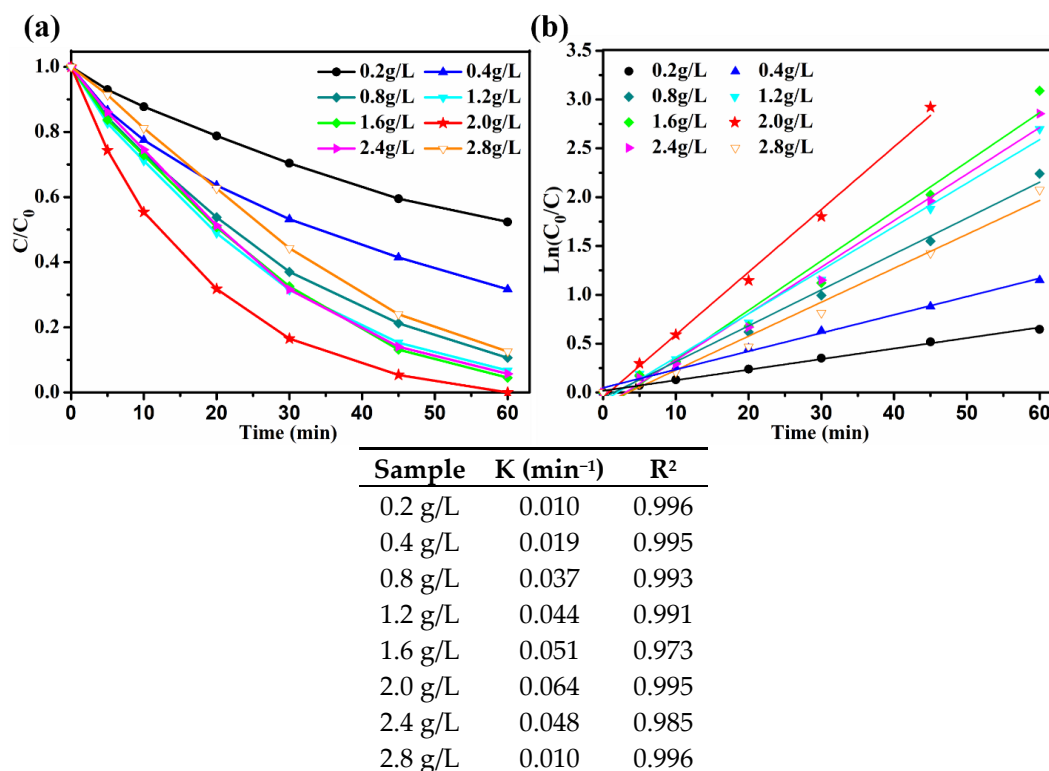 (a)
(b)
C/C₀
1.0
0.8
0.6
0.4
0.2
0.0
0.2g/L 0.4g/L
0.8g/L 1.2g/L
1.6g/L 2.0g/L
2.4g/L 2.8g/L
0 10 20 30 40 50 60
Time (min)
Ln(C₀/C)
3.5
3.0
2.5
2.0
1.5
1.0
0.5
0.0
0.2g/L 0.4g/L
0.8g/L 1.2g/L
1.6g/L 2.0g/L
2.4g/L 2.8g/L
0 10 20 30 40 50 60
Time (min)
Sample K (min⁻¹) R²
0.2 g/L 0.010 0.996
0.4 g/L 0.019 0.995
0.8 g/L 0.037 0.993
1.2 g/L 0.044 0.991
1.6 g/L 0.051 0.973
2.0 g/L 0.064 0.995
2.4 g/L 0.048 0.985
2.8 g/L 0.010 0.996